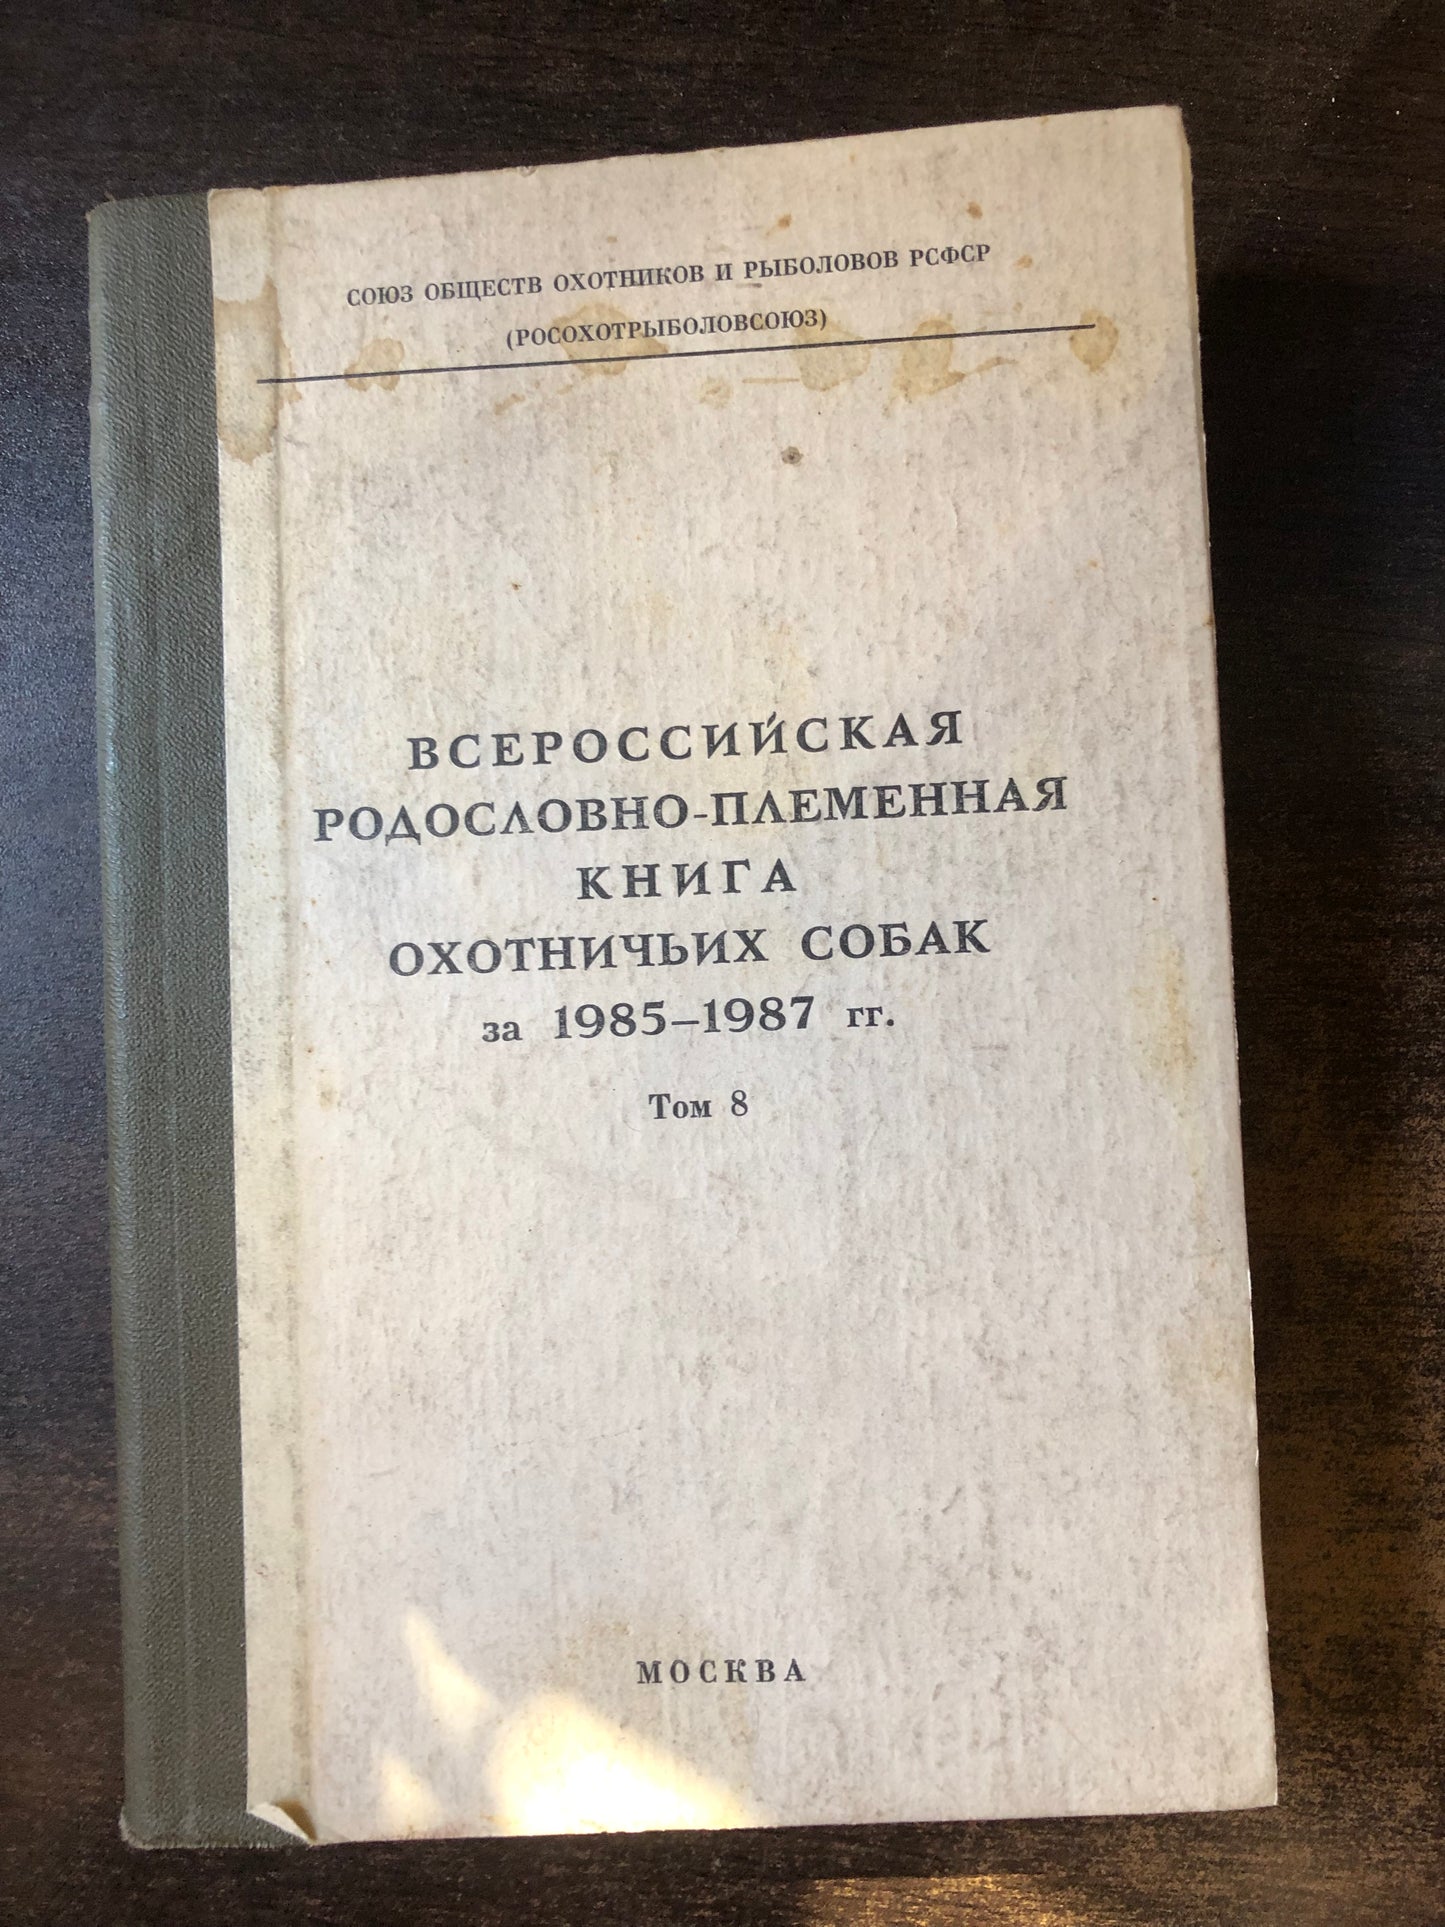 СОЮЗ ОБЩЕСТВ ОХОТНИКОВ И РЫБОЛОВОВ РСФСР
(РОСОХОТРЫБОЛОВСОЮЗ)
ВСЕРОССИЙСКАЯ
РОДОСЛОВНО-ПЛЕМЕННАЯ
КНИГА
ОХОТНИЧЬИХ СОБАК
за 1985–1987 гг.
Том 8
МОСКВА